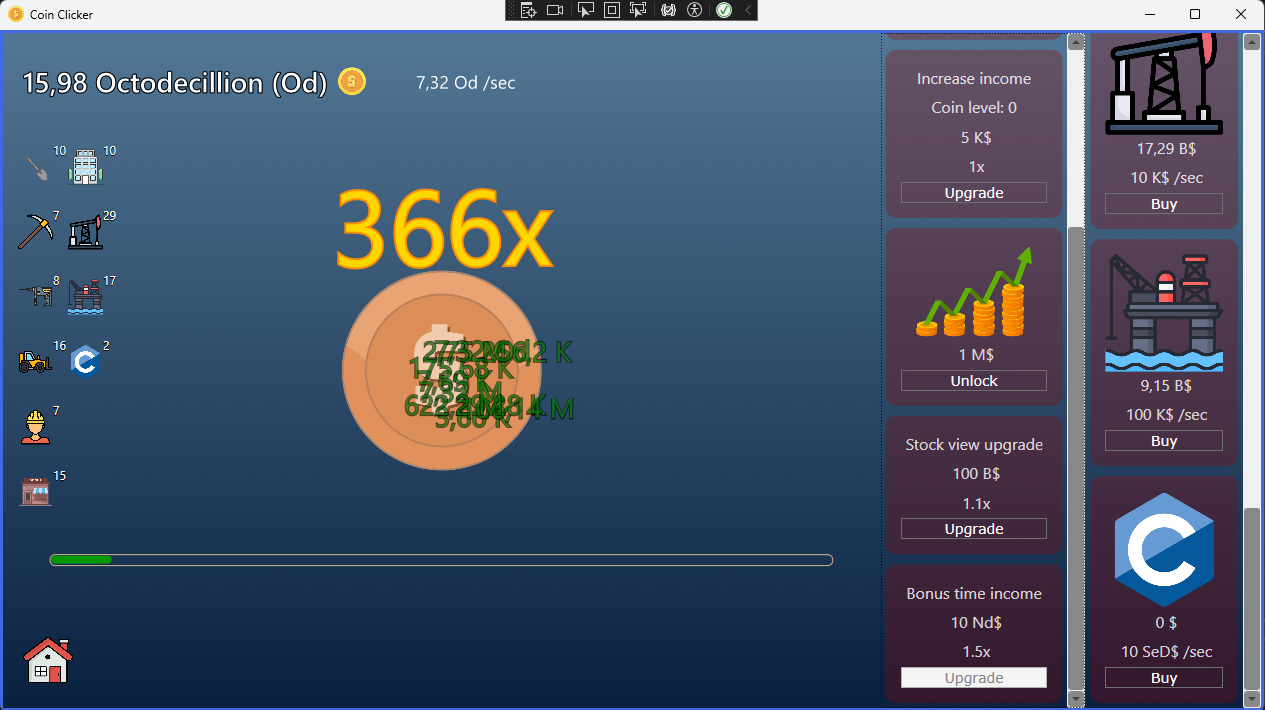 Coin Clicker
15,98 Octodecillion (Od)
7,32 Od /sec
10
10
7
29
8
17
16
2
7
15
366x
Increase income
Coin level: 0
5 K$
1x
Upgrade
1 M$
Unlock
Stock view upgrade
100 B$
1.1x
Upgrade
Bonus time income
10 Nd$
1.5x
Upgrade
17,29 B$
10 K$ /sec
Buy
9,15 B$
100 K$ /sec
Buy
C
0 $
10 SeD$ /sec
Buy